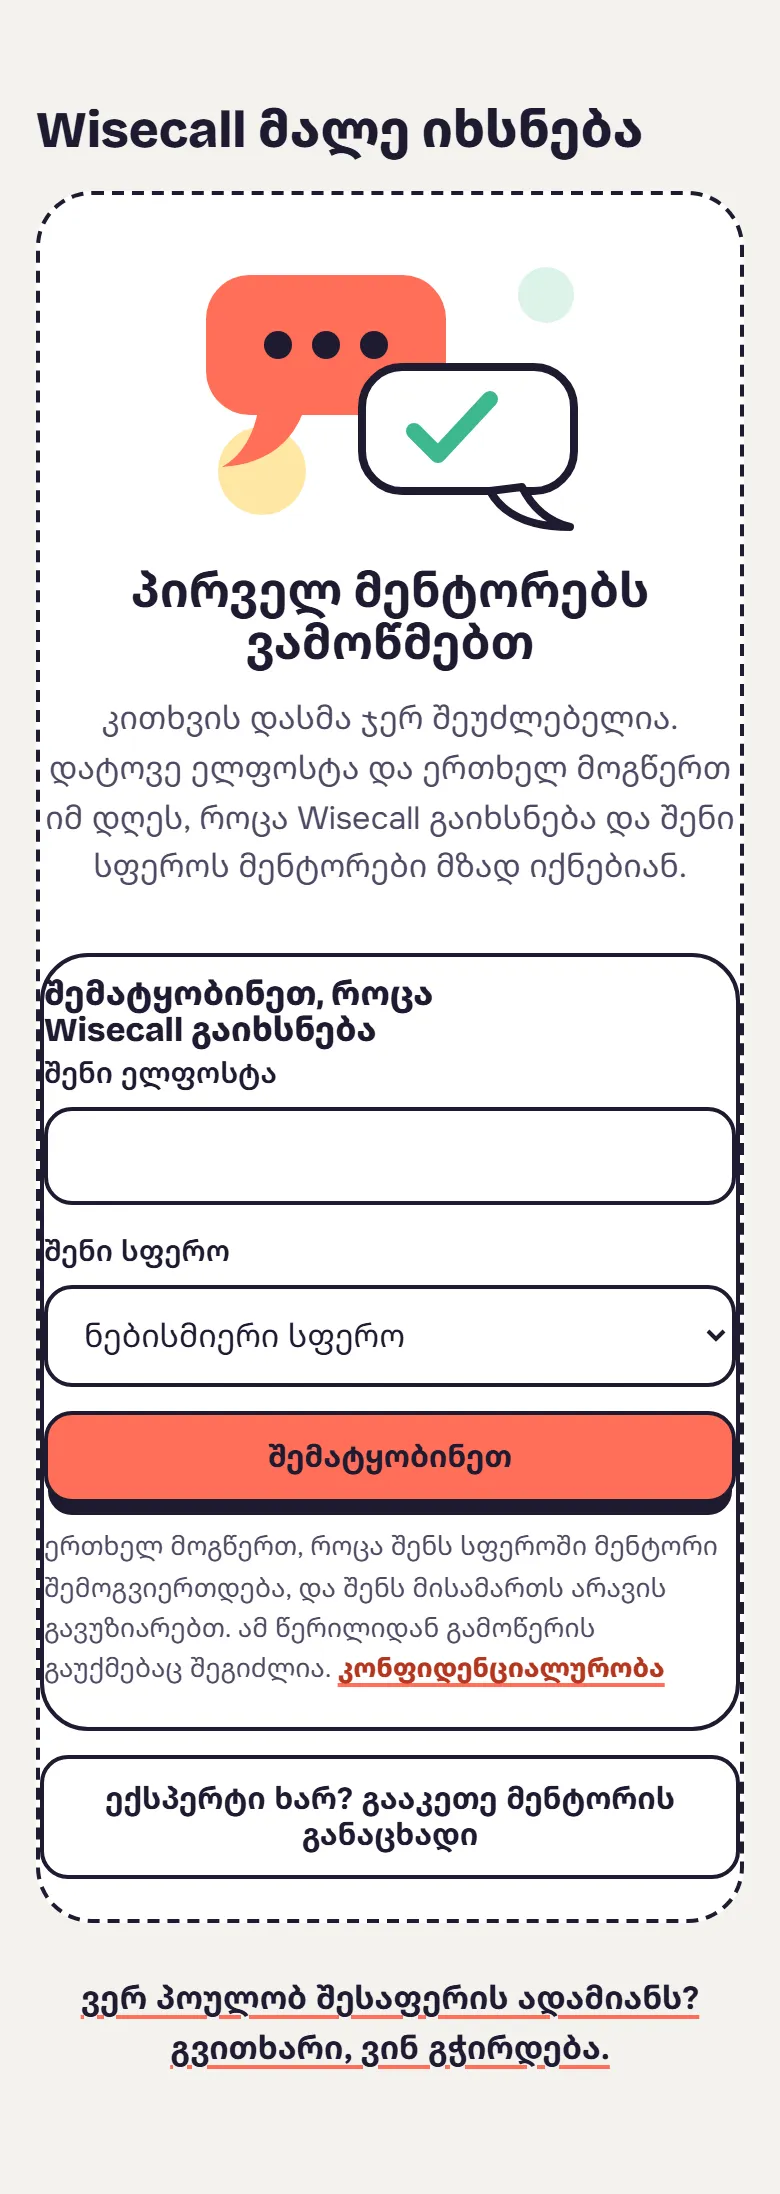 Wisecall მალე იხსნება
პირველ მენტორებს
ვამოწმებთ
კითხვის დასმა ჯერ შეუძლებელია.
დატოვე ელფოსტა და ერთხელ მოგწერთ
იმ დღეს, როცა Wisecall გაიხსნება და შენი
სფეროს მენტორები მზად იქნებიან.
შემატყობინეთ, როცა
Wisecall გაიხსნება
შენი ელფოსტა
შენი სფერო
ნებისმიერი სფერო
შემატყობინეთ
ერთხელ მოგწერთ, როცა შენს სფეროში მენტორი
შემოგვიერთდება, და შენს მისამართს არავის
გავუზიარებთ. ამ წერილიდან გამოწერის
გაუქმებაც შეგიძლია. კონფიდენციალურობა
ექსპერტი ხარ? გააკეთე მენტორის
განაცხადი
ვერ პოულობ შესაფერის ადამიანს?
გვითხარი, ვინ გჭირდება.